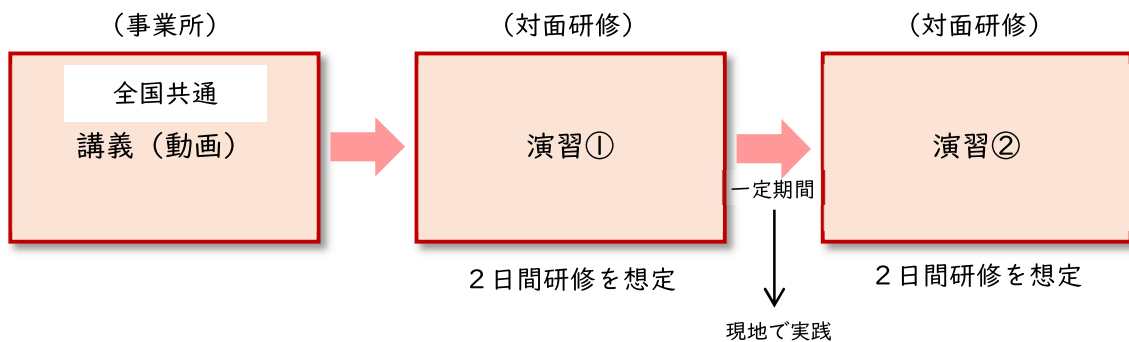 （事業所）
（対面研修）
（対面研修）
全国共通
講義（動画）
演習①
演習②
一定期間
２日間研修を想定
２日間研修を想定
現地で実践